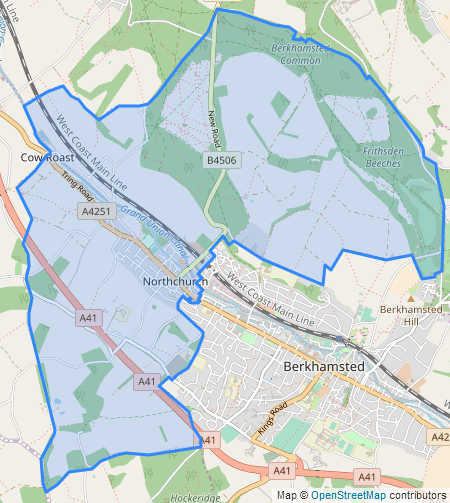 Line
Berkhamsted
Common
West Coast Main Line
New Road
Frithsden
Beeches
Cow Roast
B4506
Tring Road
A4251
Grand Union Canal
Northchurch
West Coast Main Line
A41
Berkhamsted
Hill
Berkhamsted
A41
Kings Road
A41
A42
A41
A41
Hockeridge
Map © OpenStreetMap contributors